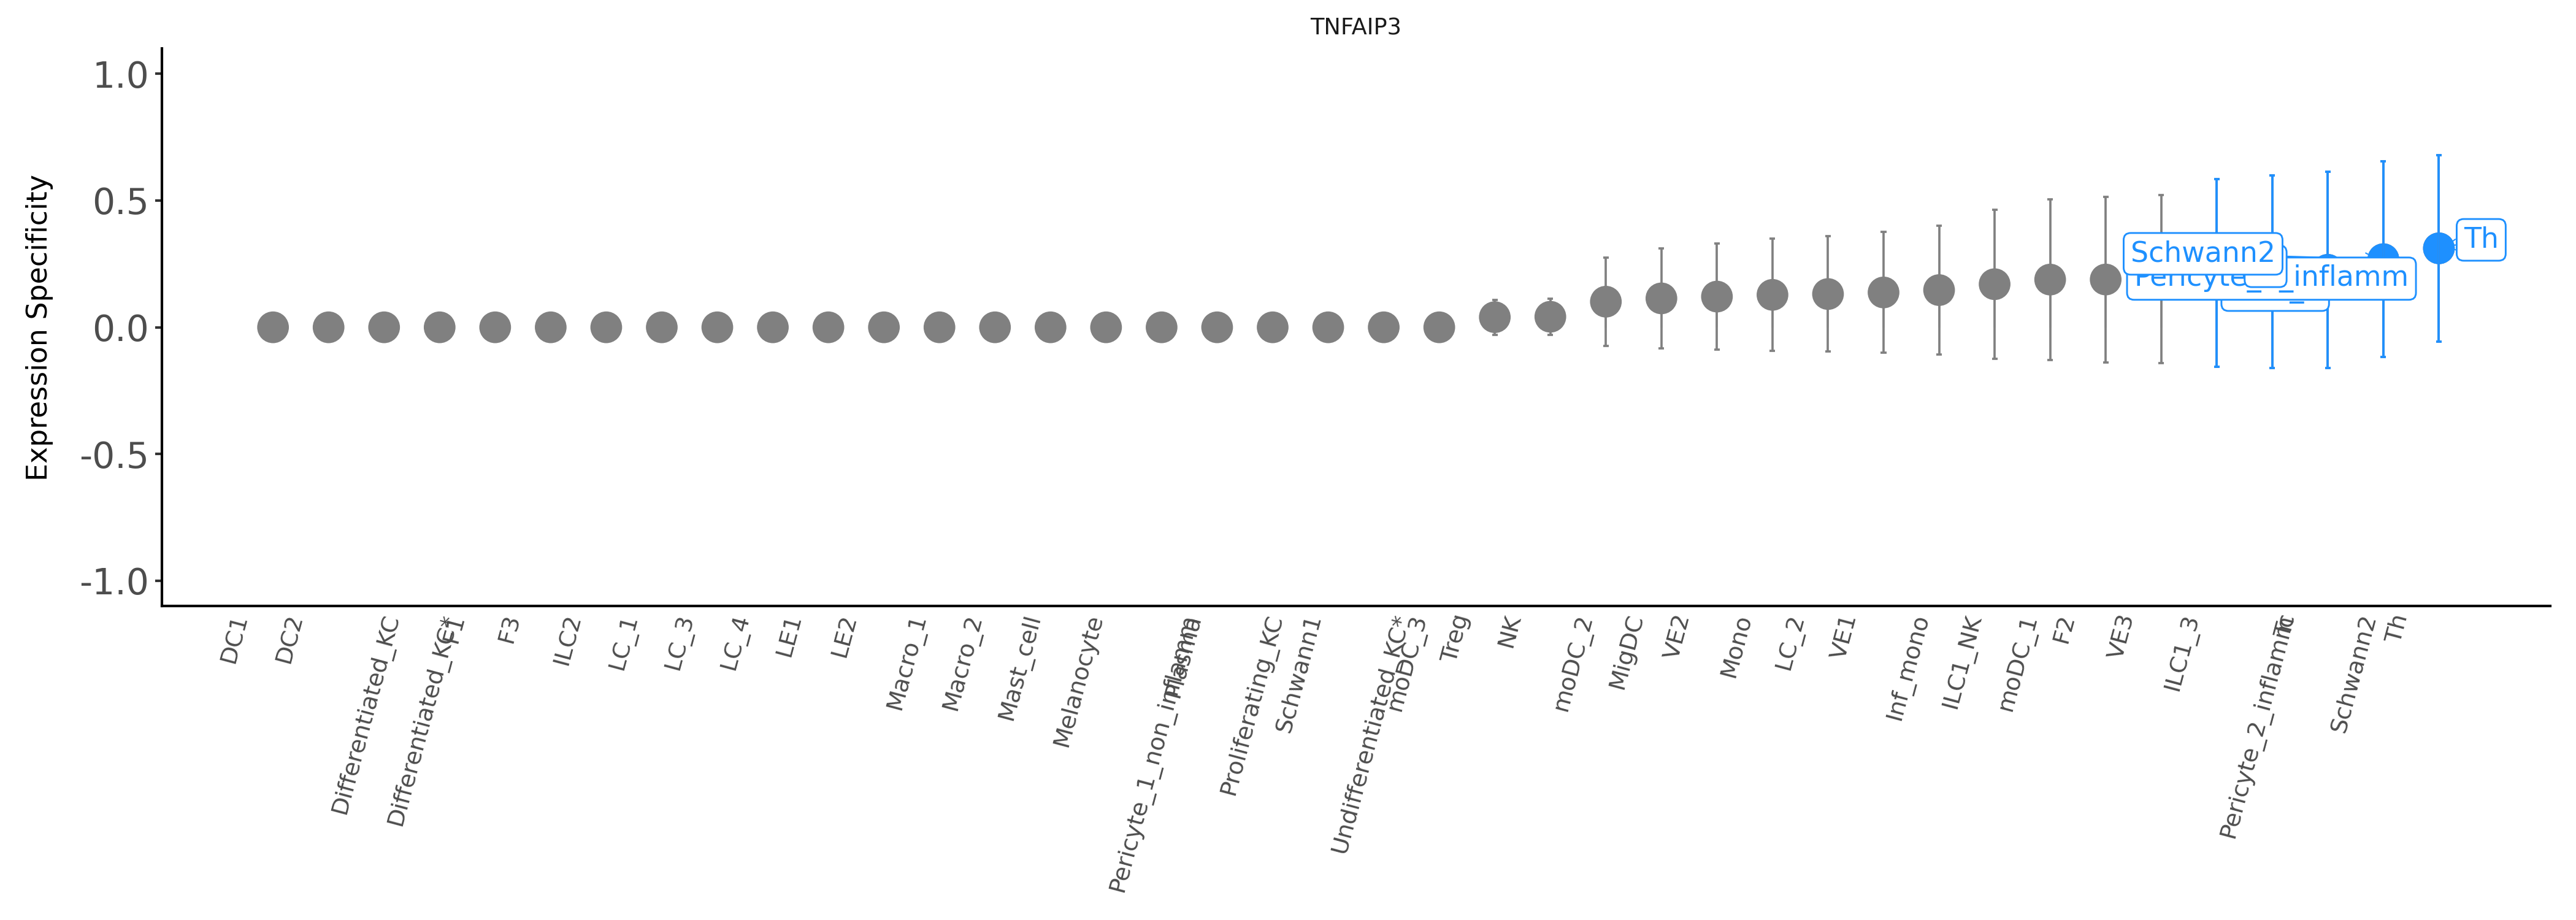 TNFAIP3
Expression Specificity
1.0
0.5
0.0
-0.5
-1.0
Schwann2
inflamm
Th
DC1
DC2
Differentiated_KC
Differentiated_KC*
F1
F3
ILC2
LC_1
LC_3
LC_4
LE1
LE2
Macro_1
Macro_2
Mast_cell
Melanocyte
Pericyte_1_non_inflamm
Plasma
Proliferating_KC
Schwann1
Undifferentiated_KC*
moDC_3
Treg
NK
moDC_2
MigDC
VE2
Mono
LC_2
VE1
Inf_mono
ILC1_NK
moDC_1
F2
VE3
ILC1_3
Pericyte_2_inflamm
Tc
Schwann2
Th